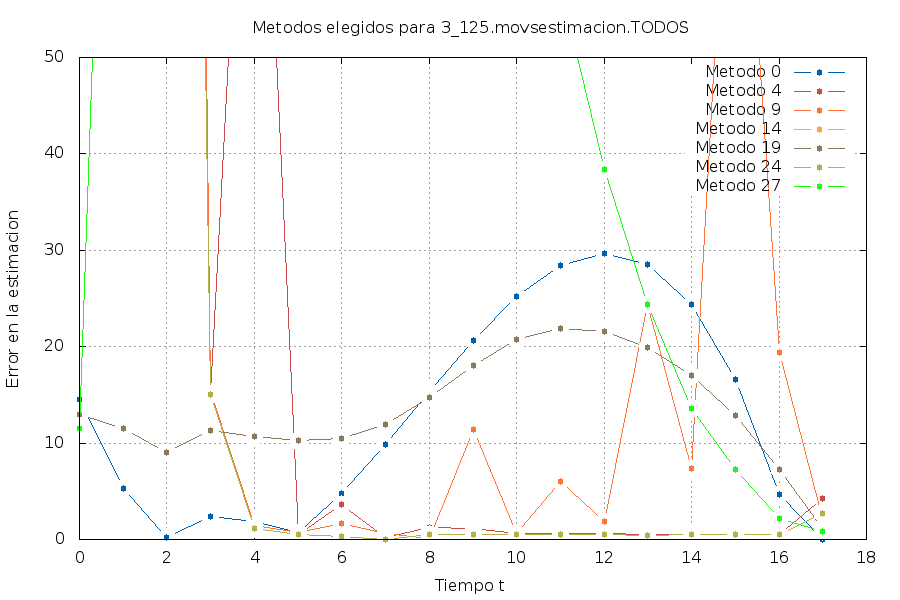 Metodos elegidos para 3_125.movsestimacion.TODOS
50
40
30
20
10
0
Error en la estimacion
Metodo 0
Metodo 4
Metodo 9
Metodo 14
Metodo 19
Metodo 24
Metodo 27
0 2 4 6 8 10 12 14 16 18
Tiempo t